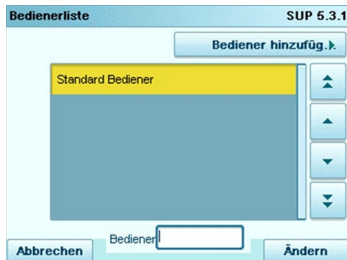 Bedienerliste SUP 5.3.1
Bediener hinzufüg.
Standard Bediener
Bediener
Abbrechen Ändern